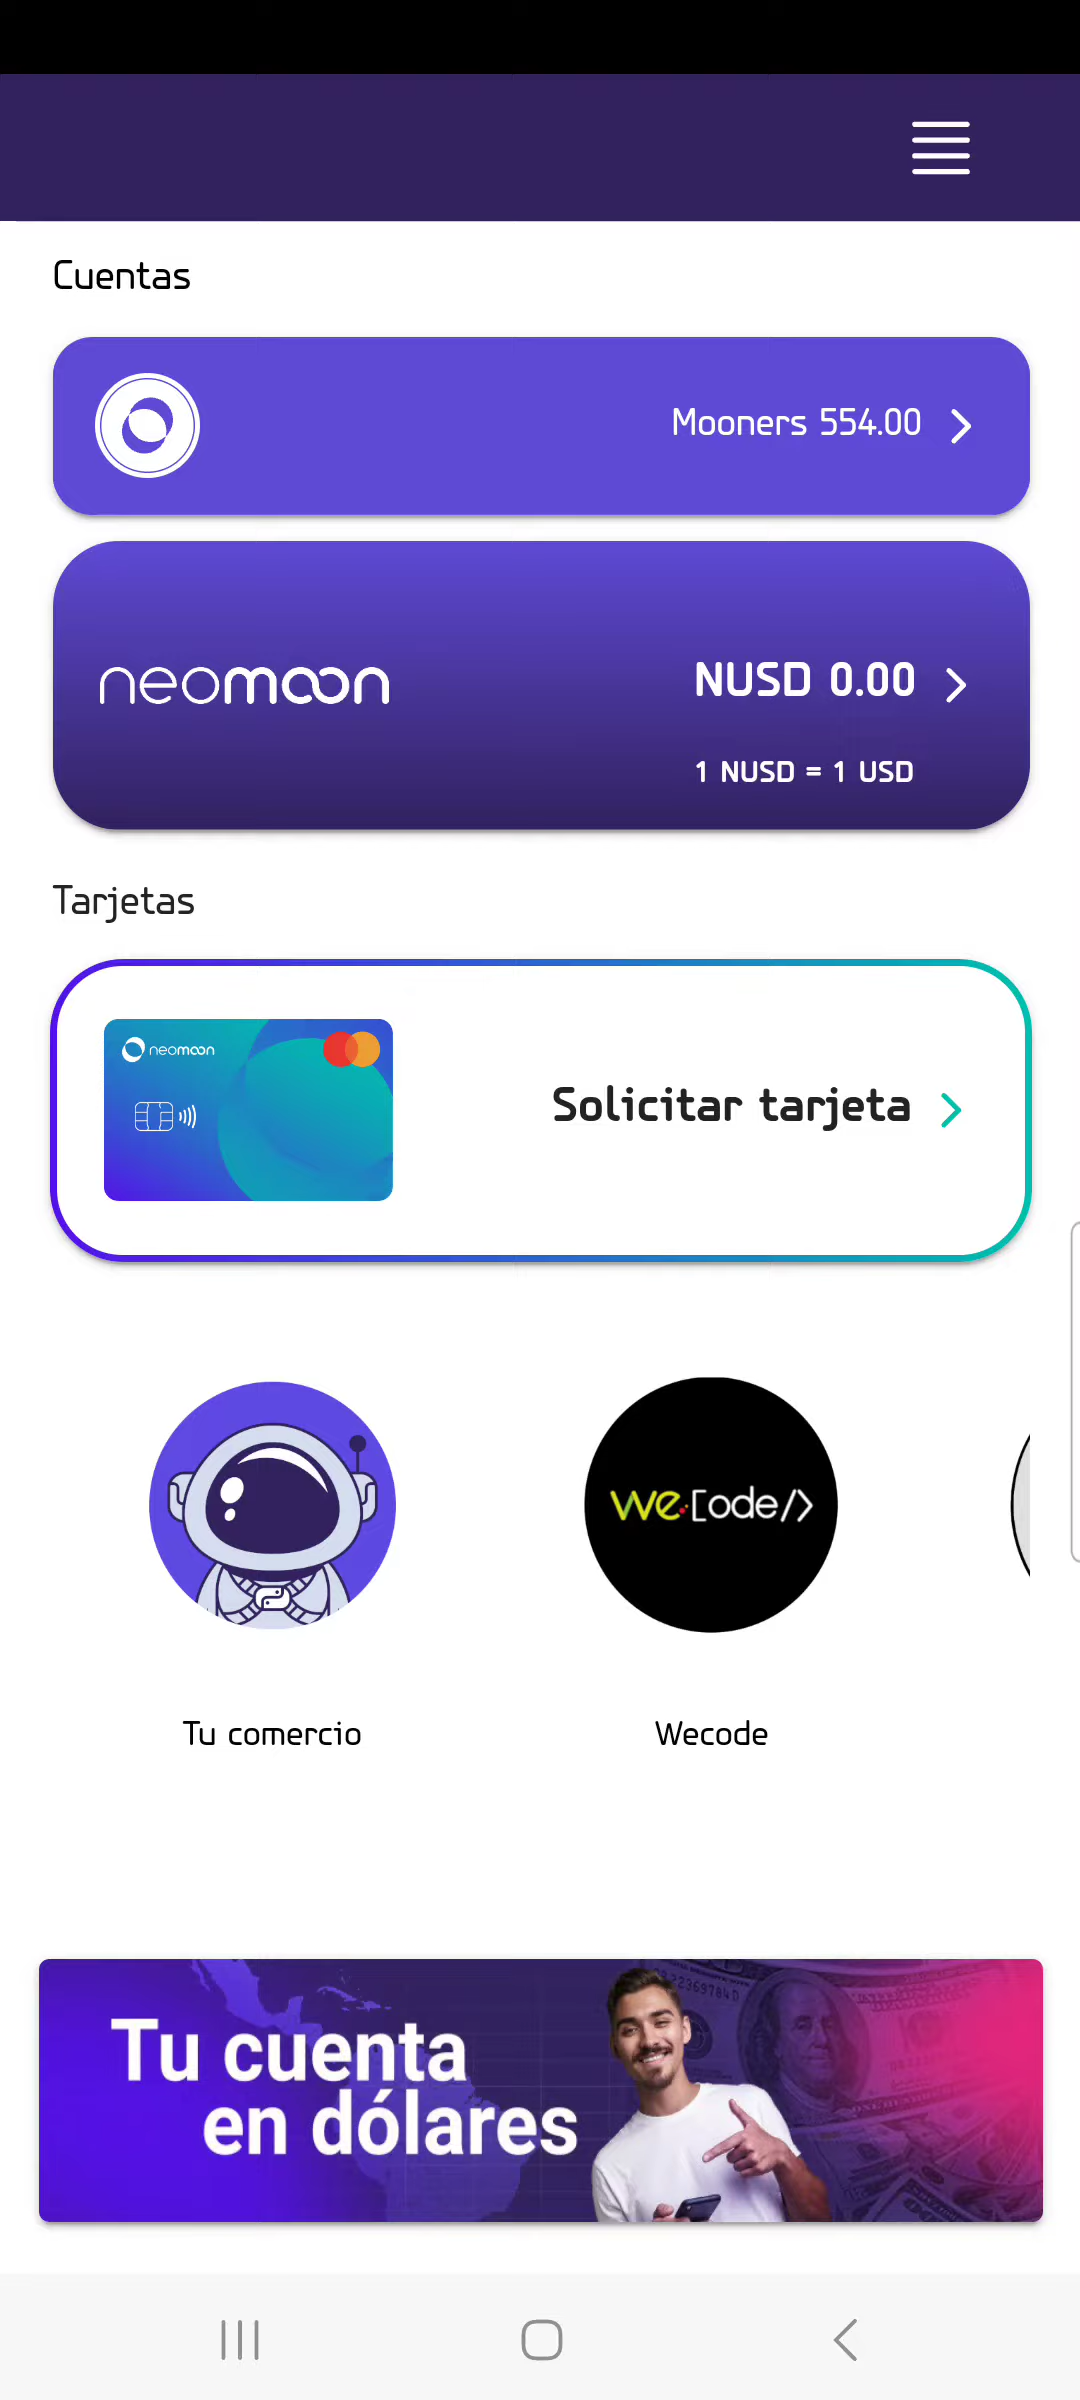 Cuentas
Mooners 554.00
neomoon
NUSD 0.00
1 NUSD = 1 USD
Tarjetas
neomoon
Solicitar tarjeta
we.[ode/>
Tu comercio
Wecode
Tu cuenta
en dólares